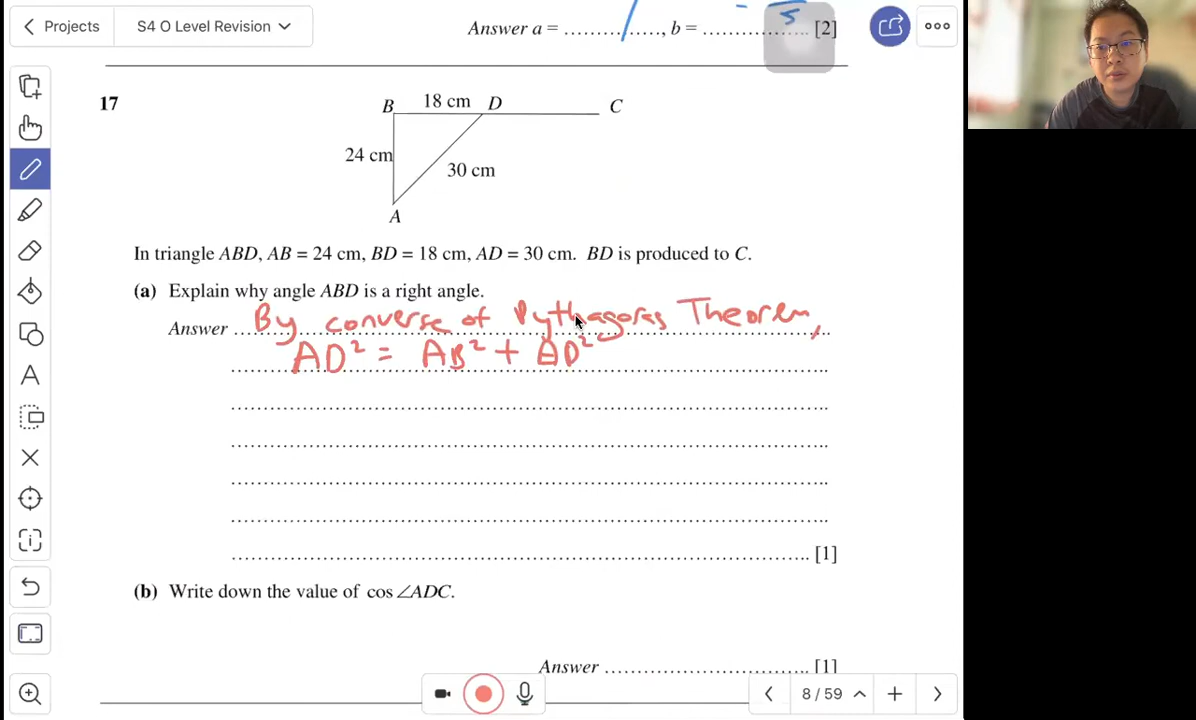 Projects
S4 O Level Revision
Answer a = .............., b = .................. [2]
17
B 18 cm D C
24 cm
30 cm
A
In triangle ABD, AB = 24 cm, BD = 18 cm, AD = 30 cm. BD is produced to C.
(a) Explain why angle ABD is a right angle.
Answer By converse of Pythagoras Theorem,
AD² = AB² + AD²
[1]
(b) Write down the value of cos ∠ADC.
Answer .................................. [1]
8 / 59